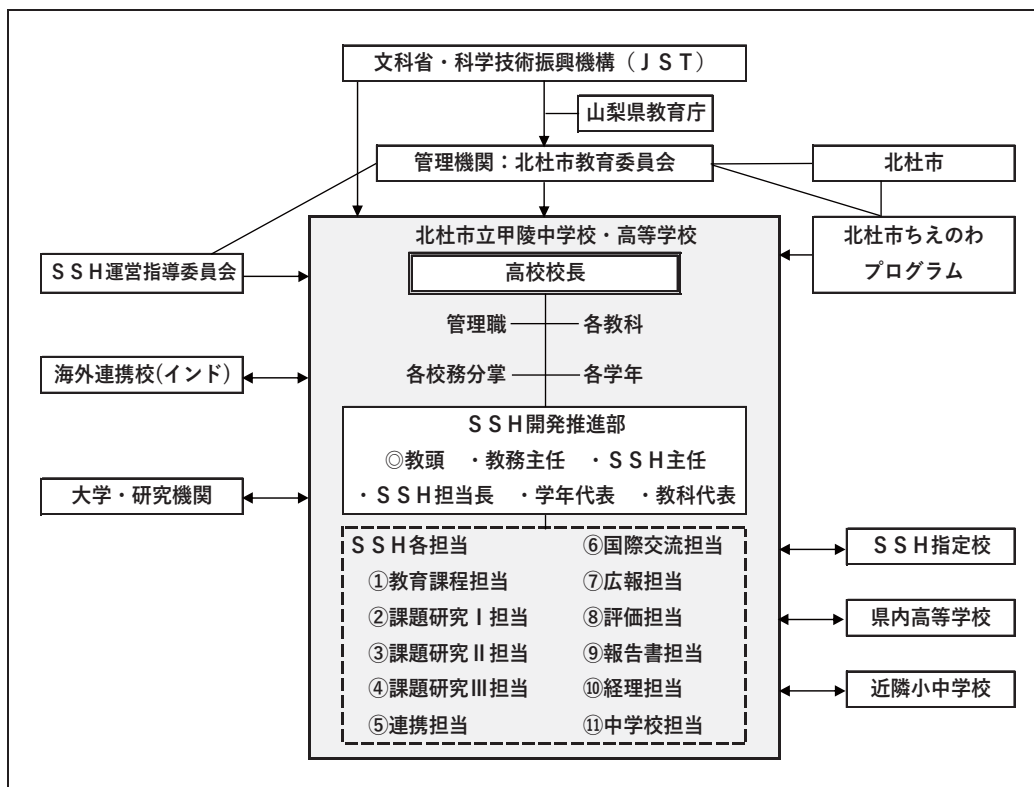 文科省・科学技術振興機構(ＪＳＴ)
山梨県教育庁
管理機関：北杜市教育委員会
北杜市
北杜市立甲陵中学校・高等学校
北杜市ちえのわ
プログラム
ＳＳＨ運営指導委員会
高校校長
管理職
各教科
海外連携校(インド)
各校務分掌
各学年
ＳＳＨ開発推進部
◎教頭 ・教務主任 ・ＳＳＨ主任
・ＳＳＨ担当長 ・学年代表 ・教科代表
大学・研究機関
ＳＳＨ各担当
①教育課程担当
②課題研究Ⅰ担当
③課題研究Ⅱ担当
④課題研究Ⅲ担当
⑤連携担当
⑥国際交流担当
⑦広報担当
⑧評価担当
⑨報告書担当
⑩経理担当
⑪中学校担当
ＳＳＨ指定校
県内高等学校
近隣小中学校